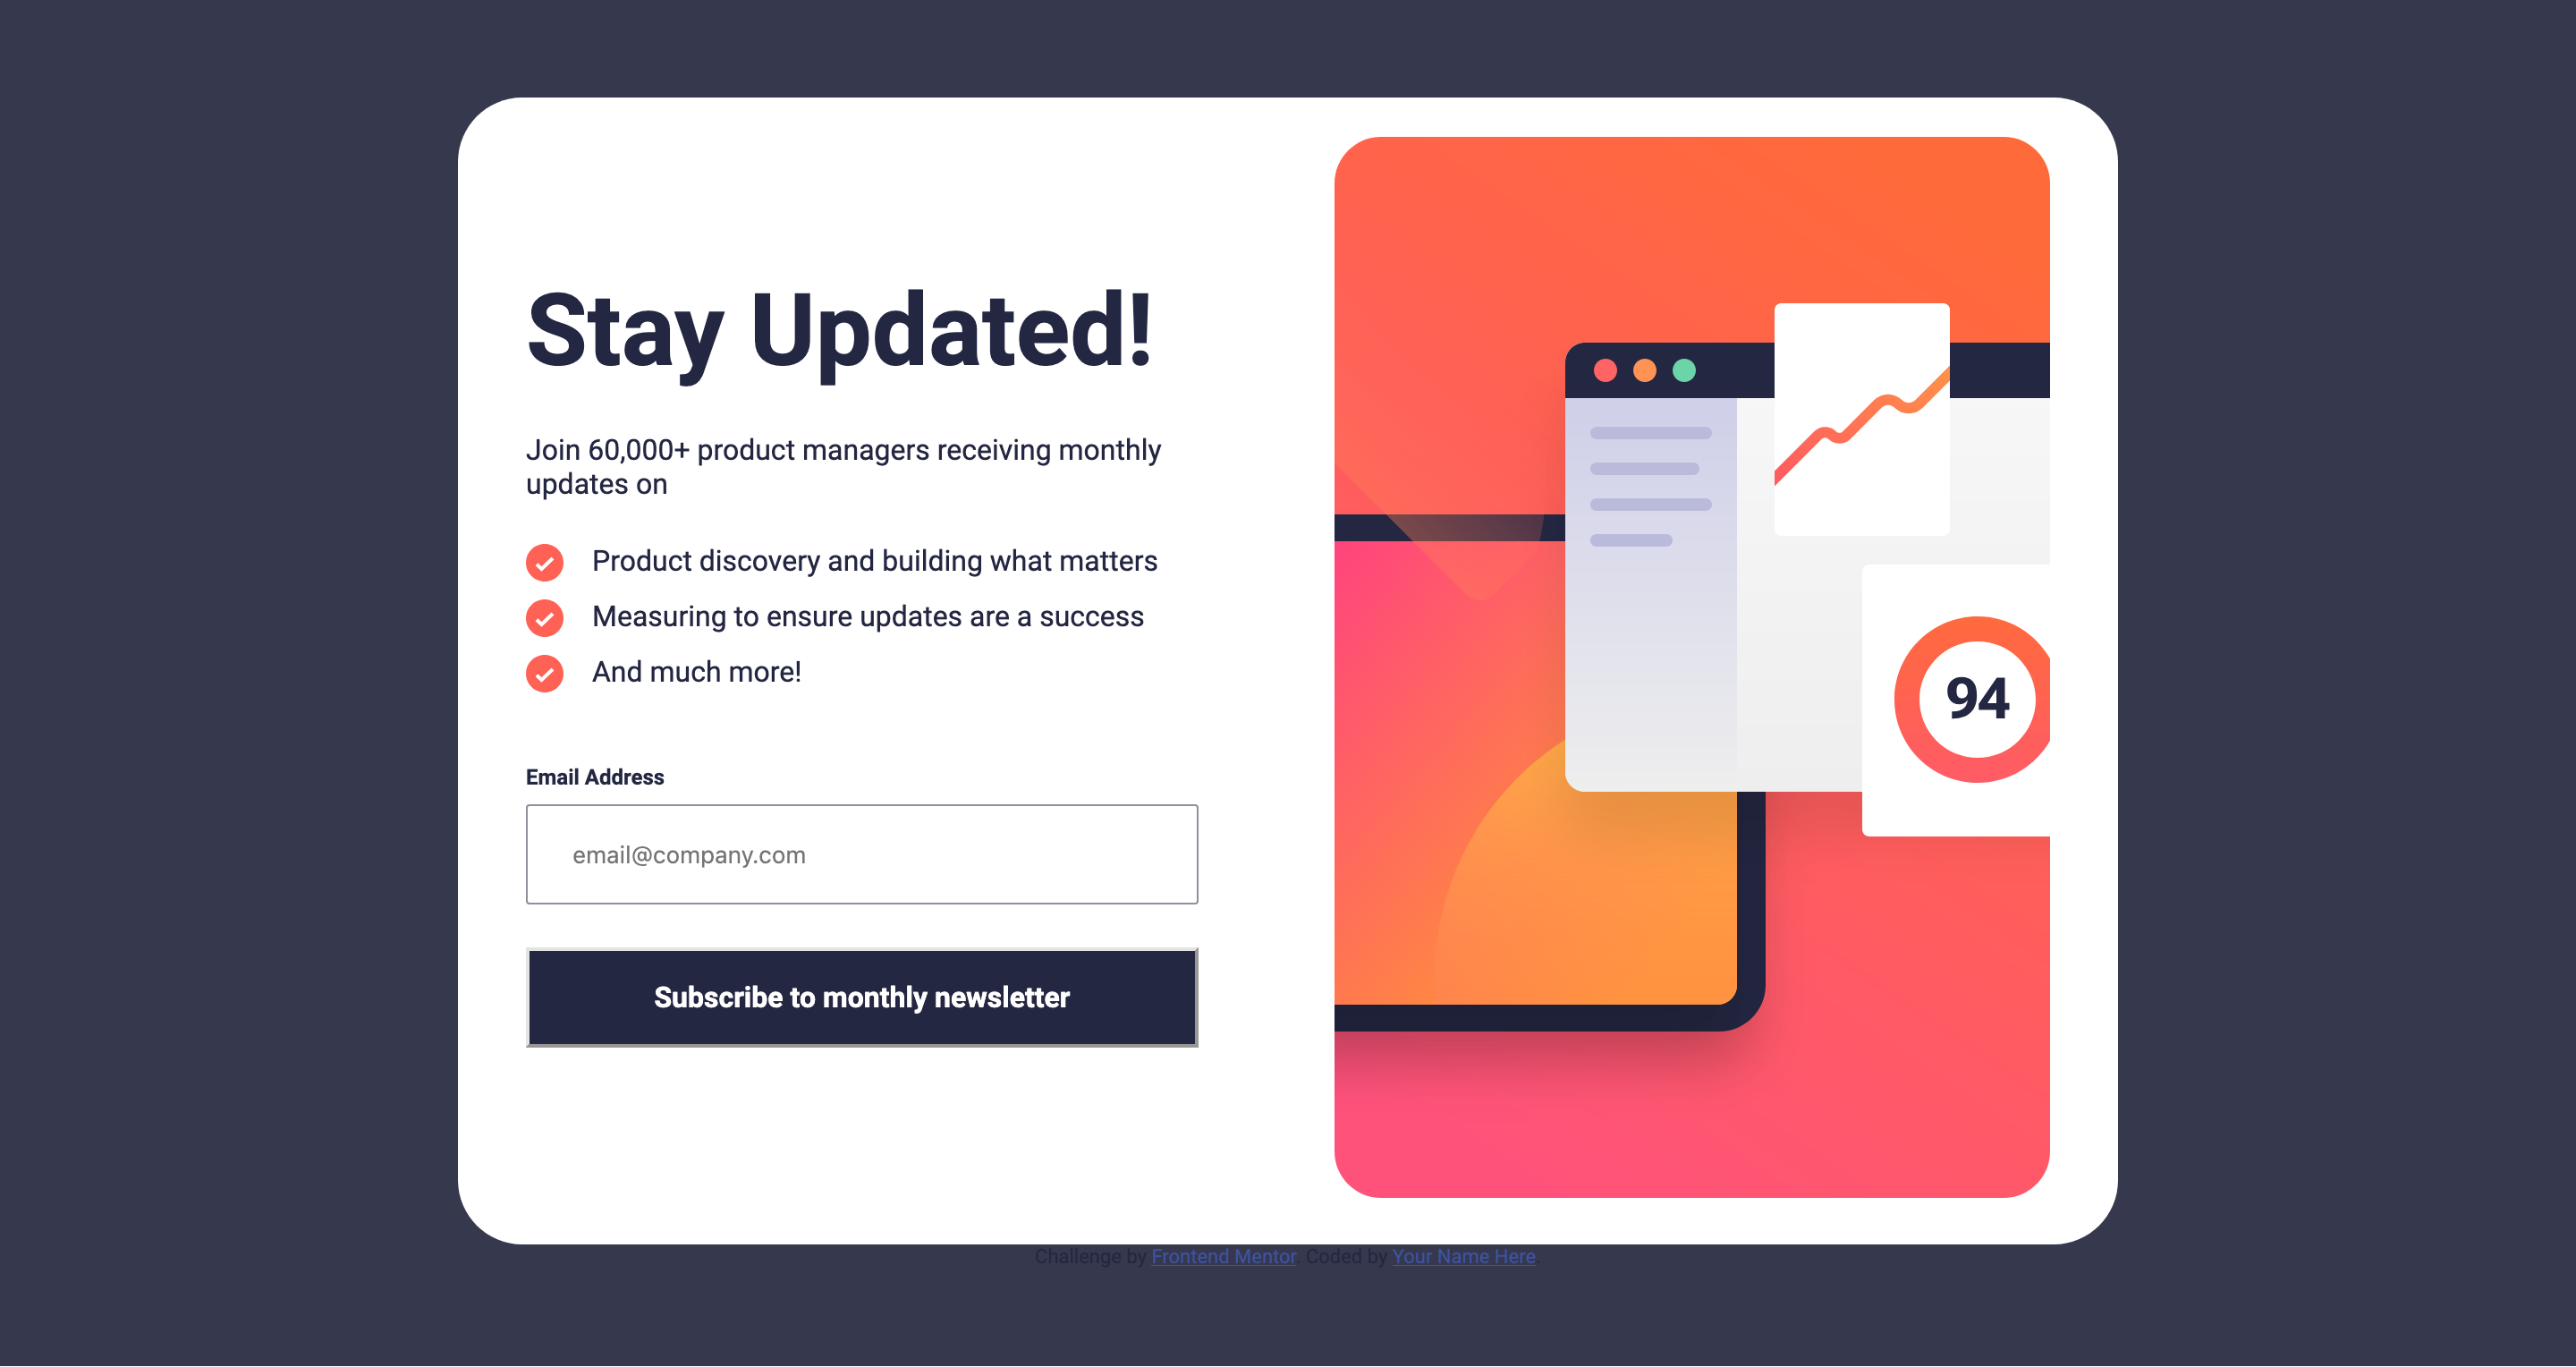 Stay Updated!
Join 60,000+ product managers receiving monthly
updates on
Product discovery and building what matters
Measuring to ensure updates are a success
And much more!
Email Address
email@company.com
Subscribe to monthly newsletter
94
Challenge by Frontend Mentor. Coded by Your Name Here.